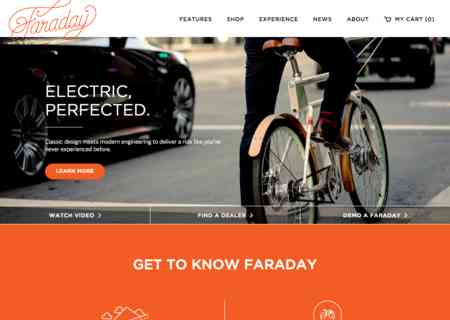 Faraday
FEATURES SHOP EXPERIENCE NEWS ABOUT MY CART (0)
ELECTRIC,
PERFECTED.
Classic design meets modern engineering to deliver a ride like you've
never experienced before.
LEARN MORE
WATCH VIDEO FIND A DEALER DEMO A FARADAY
GET TO KNOW FARADAY